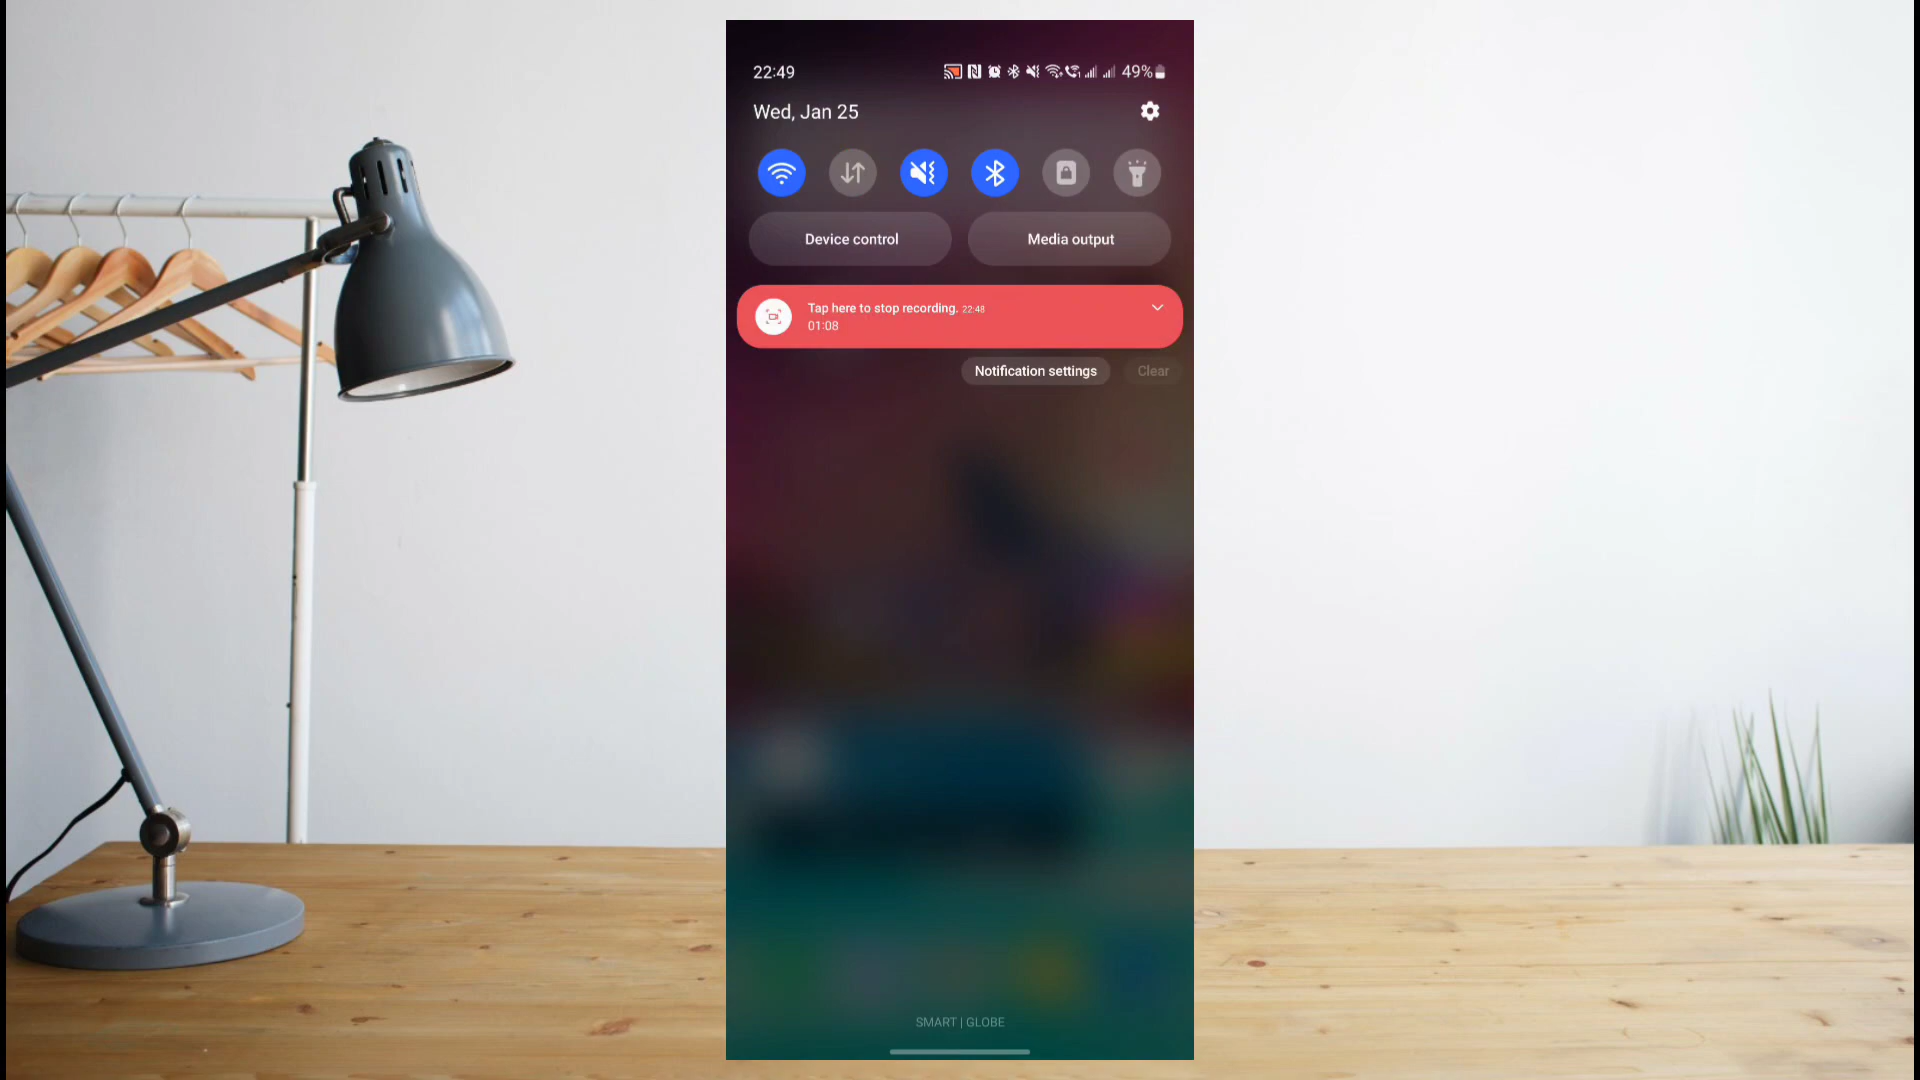 22:49 49%
Wed, Jan 25
Device control Media output
Tap here to stop recording. 22:48
01:08
Notification settings Clear
SMART | GLOBE